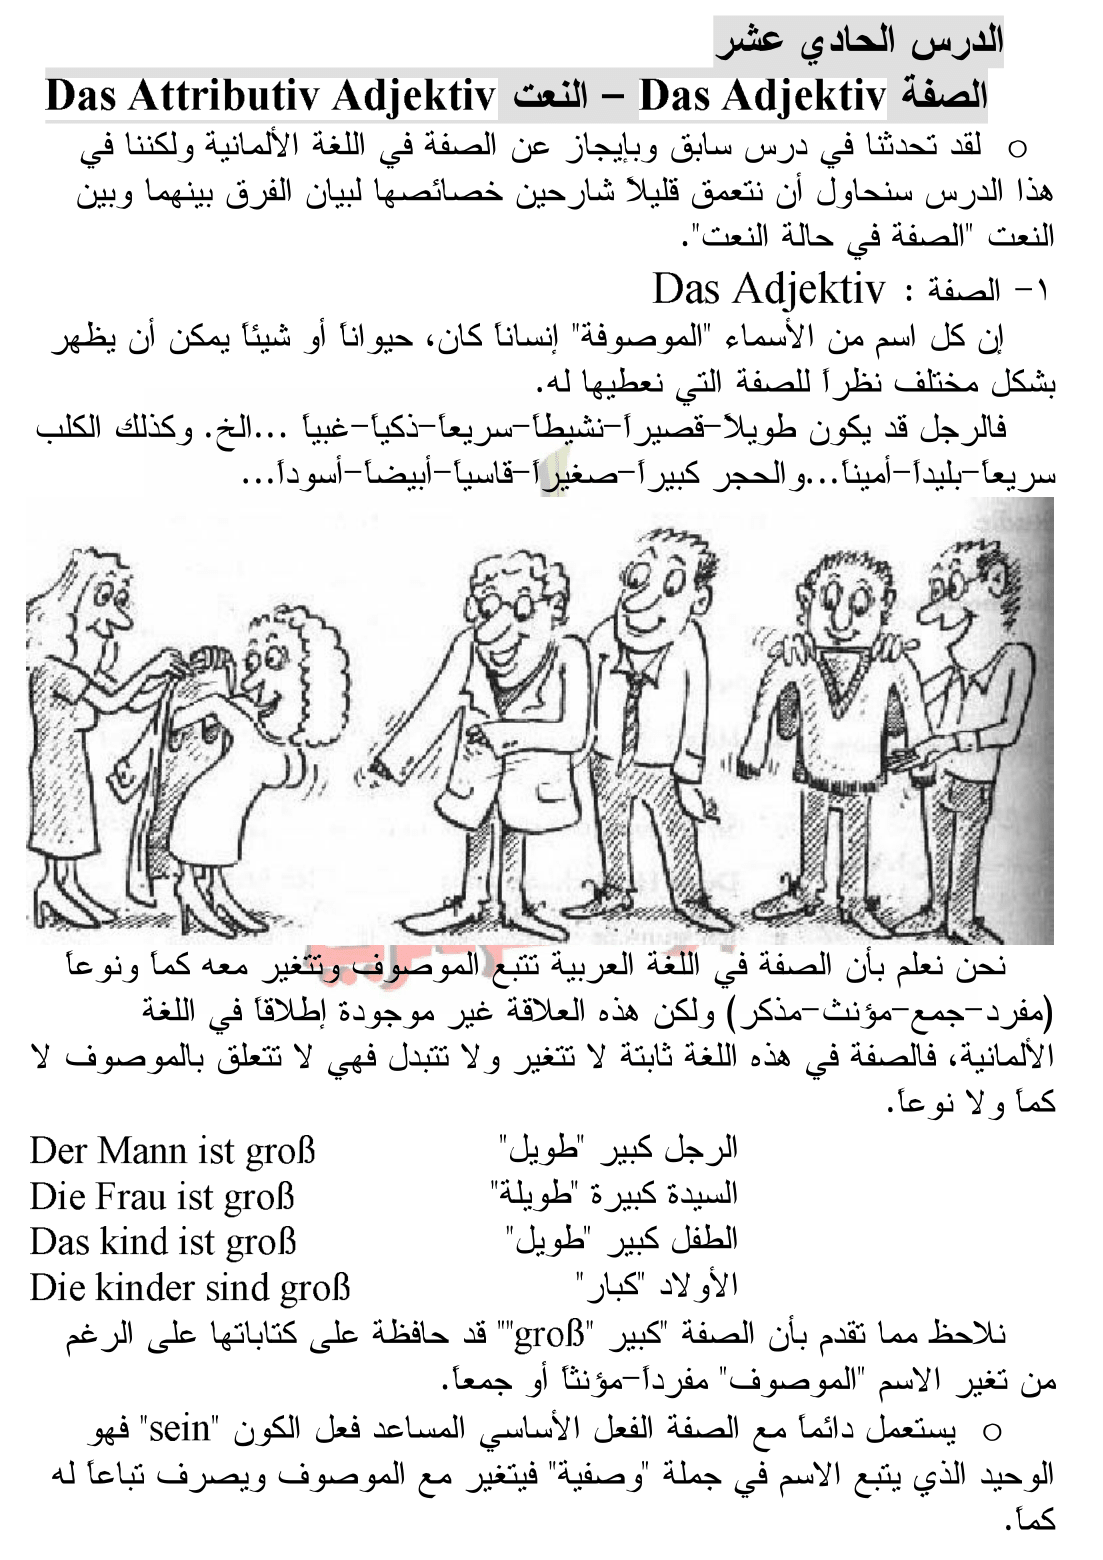 الدرس الحادي عشر
الصفة Das Adjektiv – النعت Das Attributiv Adjektiv
o لقد تحدثنا في درس سابق وبإيجاز عن الصفة في اللغة الألمانية ولكننا في
هذا الدرس سنحاول أن نتعمق قليلاً شارحين خصائصها لبيان الفرق بينهما وبين
النعت "الصفة في حالة النعت".
١- الصفة : Das Adjektiv
إن كل اسم من الأسماء "الموصوفة" إنساناً كان، حيواناً أو شيئاً يمكن أن يظهر
بشكل مختلف نظراً للصفة التي نعطيها له.
فالرجل قد يكون طويلاً-قصيراً-نشيطاً-سريعاً-ذكياً-غبياً ...الخ. وكذلك الكلب
سريعاً-بليداً-أميناً...والحجر كبيراً-صغيراً-قاسياً-أبيضاً-أسوداً...
نحن نعلم بأن الصفة في اللغة العربية تتبع الموصوف وتتغير معه كماً ونوعاً
(مفرد-جمع-مؤنث-مذكر) ولكن هذه العلاقة غير موجودة إطلاقاً في اللغة
الألمانية، فالصفة في هذه اللغة ثابتة لا تتغير ولا تتبدل فهي لا تتعلق بالموصوف لا
كماً ولا نوعاً.
الرجل كبير "طويل" Der Mann ist groß
السيدة كبيرة "طويلة" Die Frau ist groß
الطفل كبير "طويل" Das kind ist groß
الأولاد "كبار" Die kinder sind groß
نلاحظ مما تقدم بأن الصفة "كبير "groß"" قد حافظة على كتاباتها على الرغم
من تغير الاسم "الموصوف" مفرداً-مؤنثاً أو جمعاً.
o يستعمل دائماً مع الصفة الفعل الأساسي المساعد فعل الكون "sein" فهو
الوحيد الذي يتبع الاسم في جملة "وصفية" فيتغير مع الموصوف ويصرف تباعاً له
كماً.